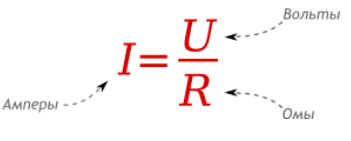 Вольты
I = U / R
Амперы
Омы